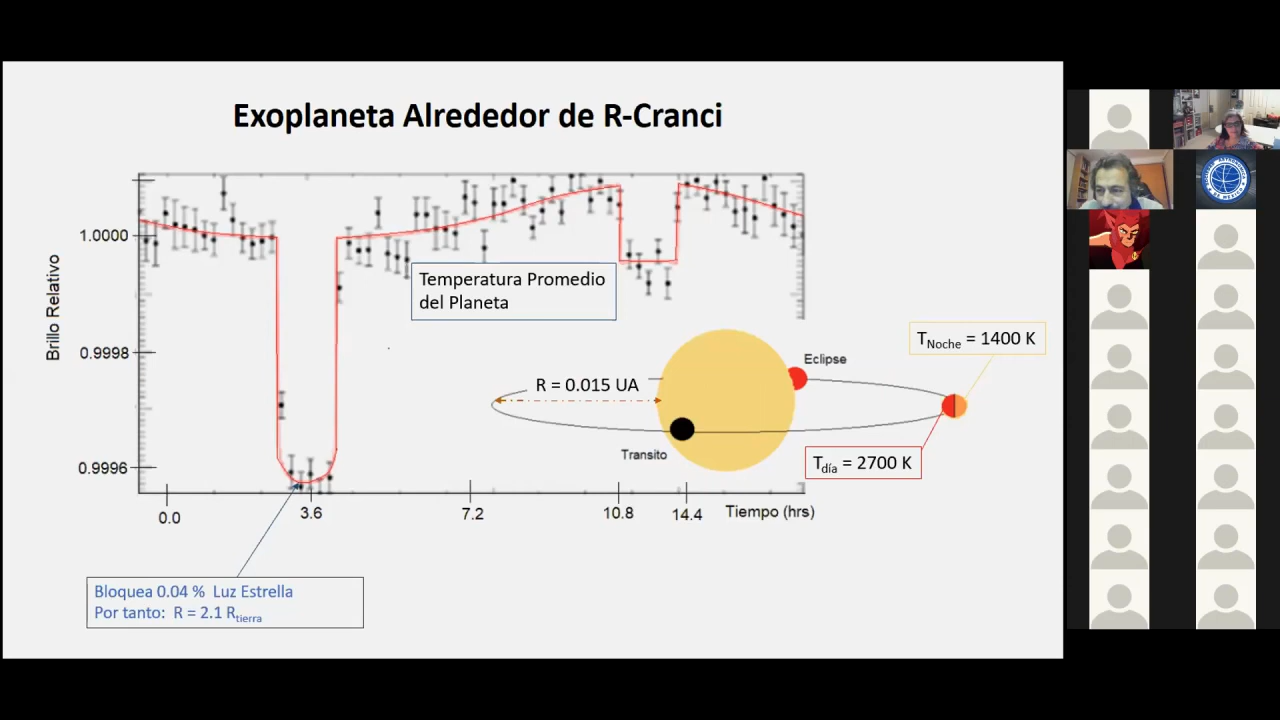 Exoplaneta Alrededor de R-Cranci
Brillo Relativo
1.0000
0.9998
0.9996
Temperatura Promedio
del Planeta
R = 0.015 UA
Eclipse
Transito
TNoche = 1400 K
Tdía = 2700 K
0.0
3.6
7.2
10.8
14.4
Tiempo (hrs)
Bloquea 0.04 % Luz Estrella
Por tanto: R = 2.1 Rtierra